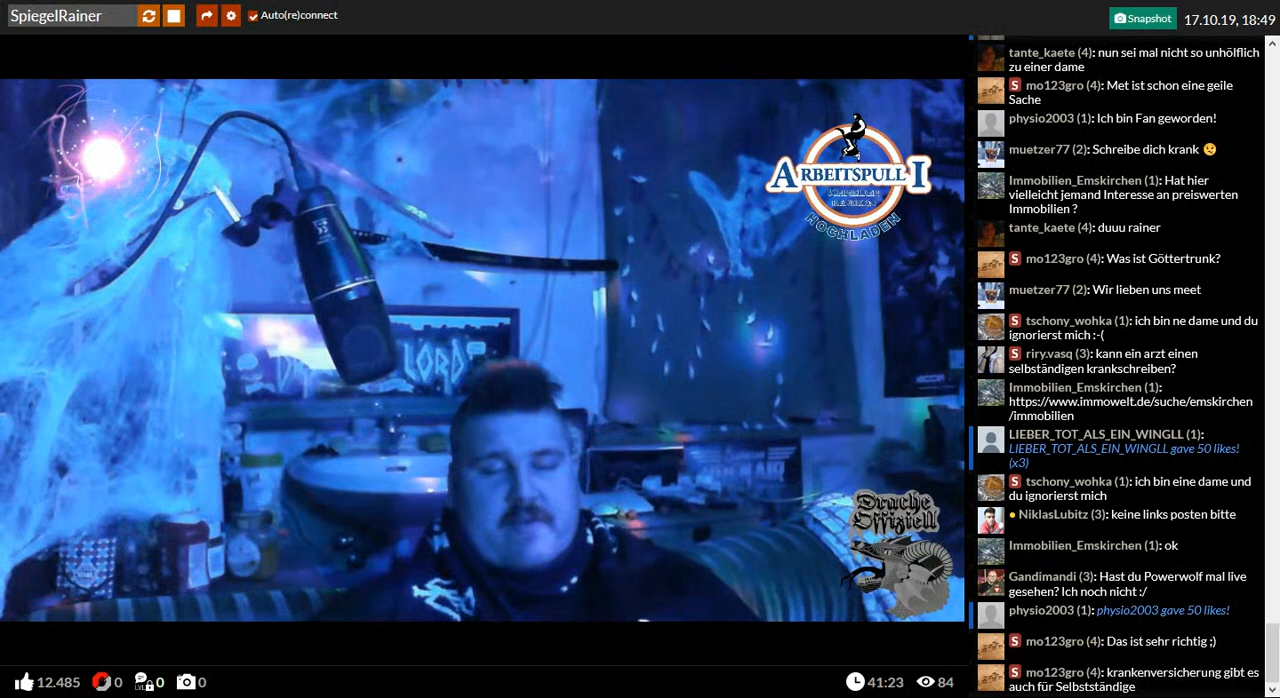 SpiegelRainer
Auto(re)connect
Snapshot
17.10.19, 18:49
ARBEITSPULLI
HOCHLADEN
LORD
Drache
Offiziell
12.485
0
LVL
0
0
41:23
84
tante_kaete (4): nun sei mal nicht so unhölflich
zu einer dame
S mo123gro (4): Met ist schon eine geile
Sache
physio2003 (1): Ich bin Fan geworden!
muetzer77 (2): Schreibe dich krank 🤒
Immobilien_Emskirchen (1): Hat hier
vielleicht jemand Interesse an preiswerten
Immobilien ?
tante_kaete (4): duuu rainer
S mo123gro (4): Was ist Göttertrunk?
muetzer77 (2): Wir lieben uns meet
S tschony_wohka (1): ich bin ne dame und du
ignorierst mich :-(
S riry.vasq (3): kann ein arzt einen
selbständigen krankschreiben?
Immobilien_Emskirchen (1):
https://www.immowelt.de/suche/emskirchen
/immobilien
LIEBER_TOT_ALS_EIN_WINGLL (1):
LIEBER_TOT_ALS_EIN_WINGLL gave 50 likes!
(x3)
S tschony_wohka (1): ich bin eine dame und
du ignorierst mich
NiklasLubitz (3): keine links posten bitte
Immobilien_Emskirchen (1): ok
Gandimandi (3): Hast du Powerwolf mal live
gesehen? Ich noch nicht :/
physio2003 (1): physio2003 gave 50 likes!
S mo123gro (4): Das ist sehr richtig ;)
S mo123gro (4): krankenversicherung gibt es
auch für Selbstständige